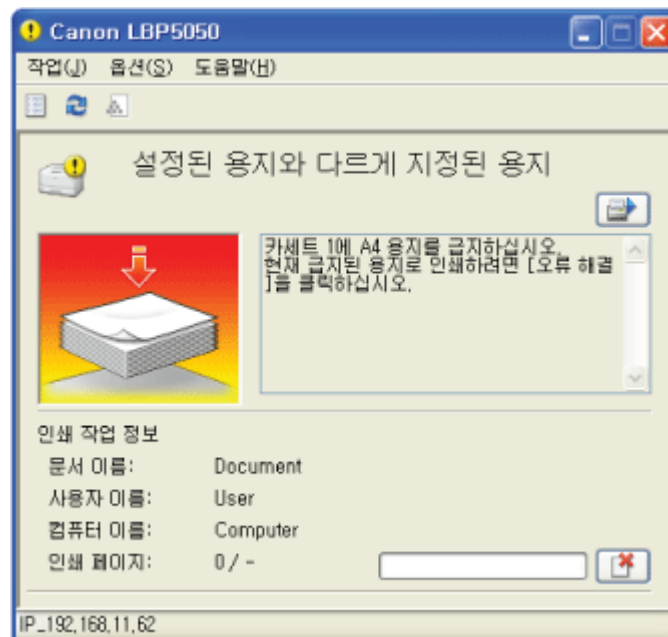 Canon LBP5050
작업(J) 옵션(S) 도움말(H)
설정된 용지와 다르게 지정된 용지
카세트 1에 A4 용지를 급지하십시오.
현재 급지된 용지로 인쇄하려면 [오류 해결
]을 클릭하십시오.
인쇄 작업 정보
문서 이름: Document
사용자 이름: User
컴퓨터 이름: Computer
인쇄 페이지: 0 / -
IP_192,168,11,62